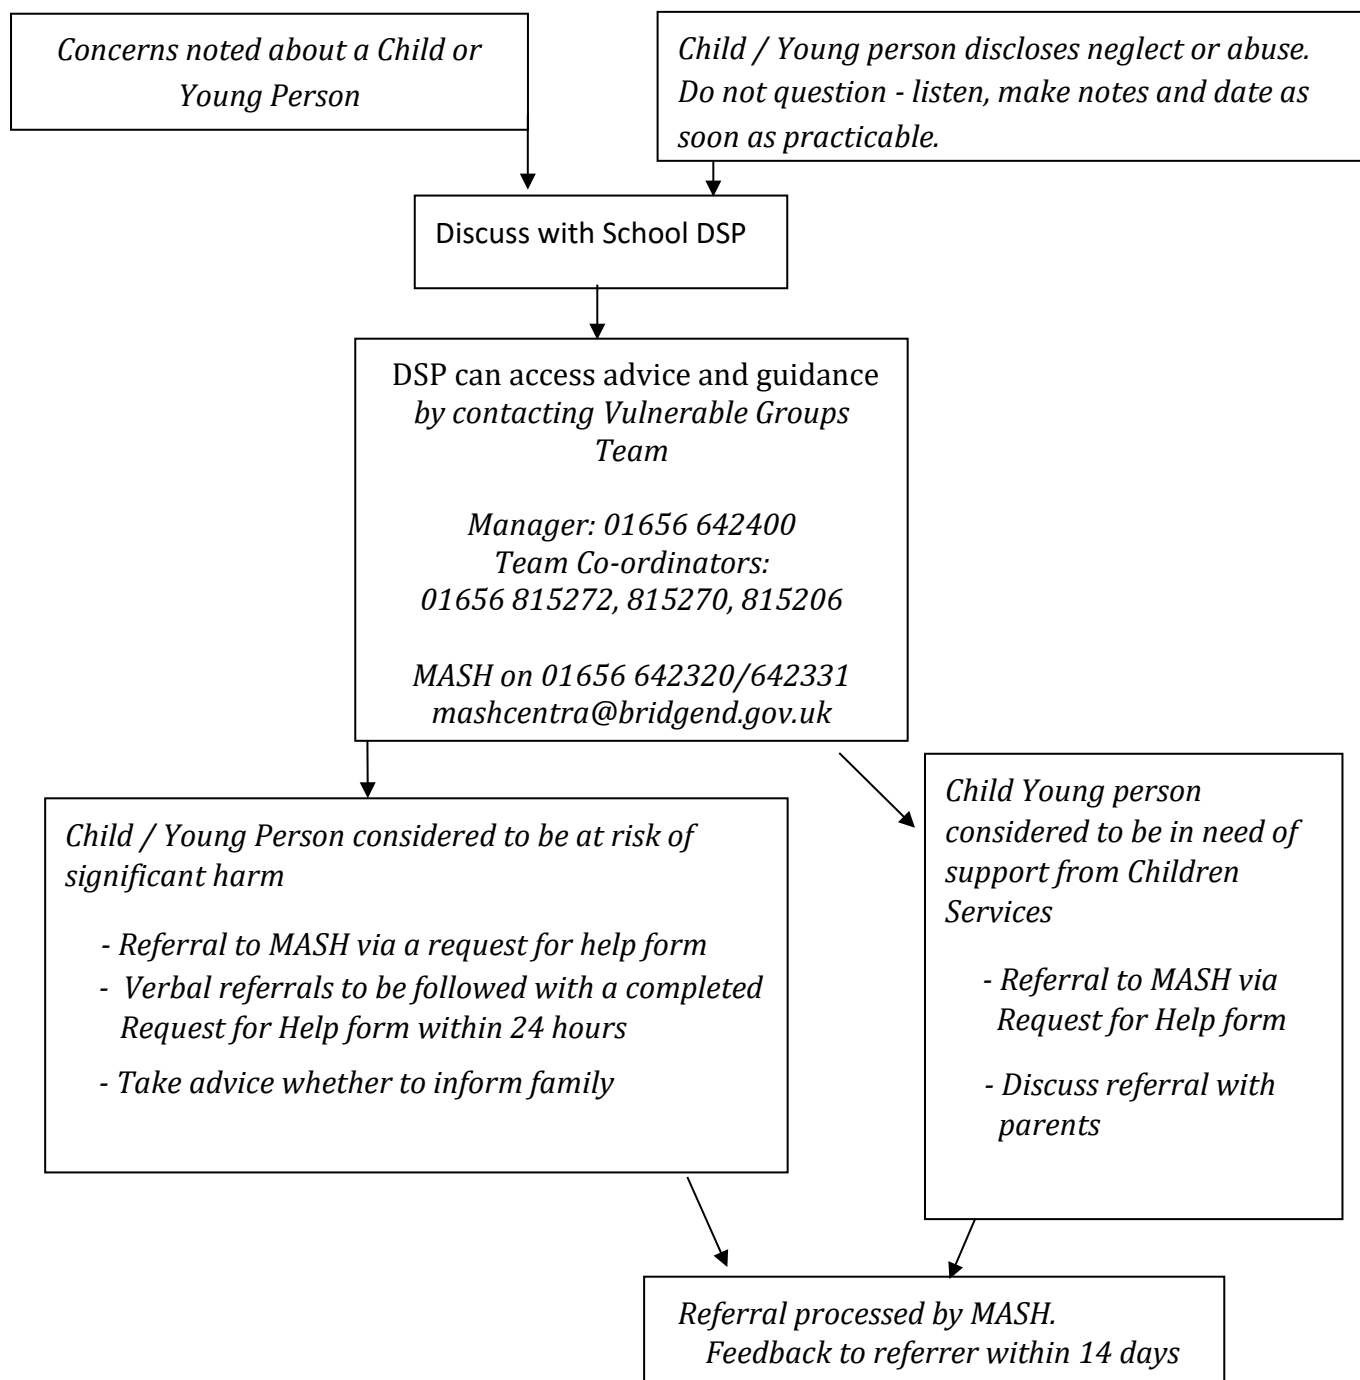 Concerns noted about a Child or
Young Person
Child / Young person discloses neglect or abuse.
Do not question - listen, make notes and date as
soon as practicable.
Discuss with School DSP
DSP can access advice and guidance
by contacting Vulnerable Groups
Team
Manager: 01656 642400
Team Co-ordinators:
01656 815272, 815270, 815206
MASH on 01656 642320/642331
mashcentra@bridgend.gov.uk
Child / Young Person considered to be at risk of
significant harm
- Referral to MASH via a request for help form
- Verbal referrals to be followed with a completed
Request for Help form within 24 hours
- Take advice whether to inform family
Child Young person
considered to be in need of
support from Children
Services
- Referral to MASH via
Request for Help form
- Discuss referral with
parents
Referral processed by MASH.
Feedback to referrer within 14 days